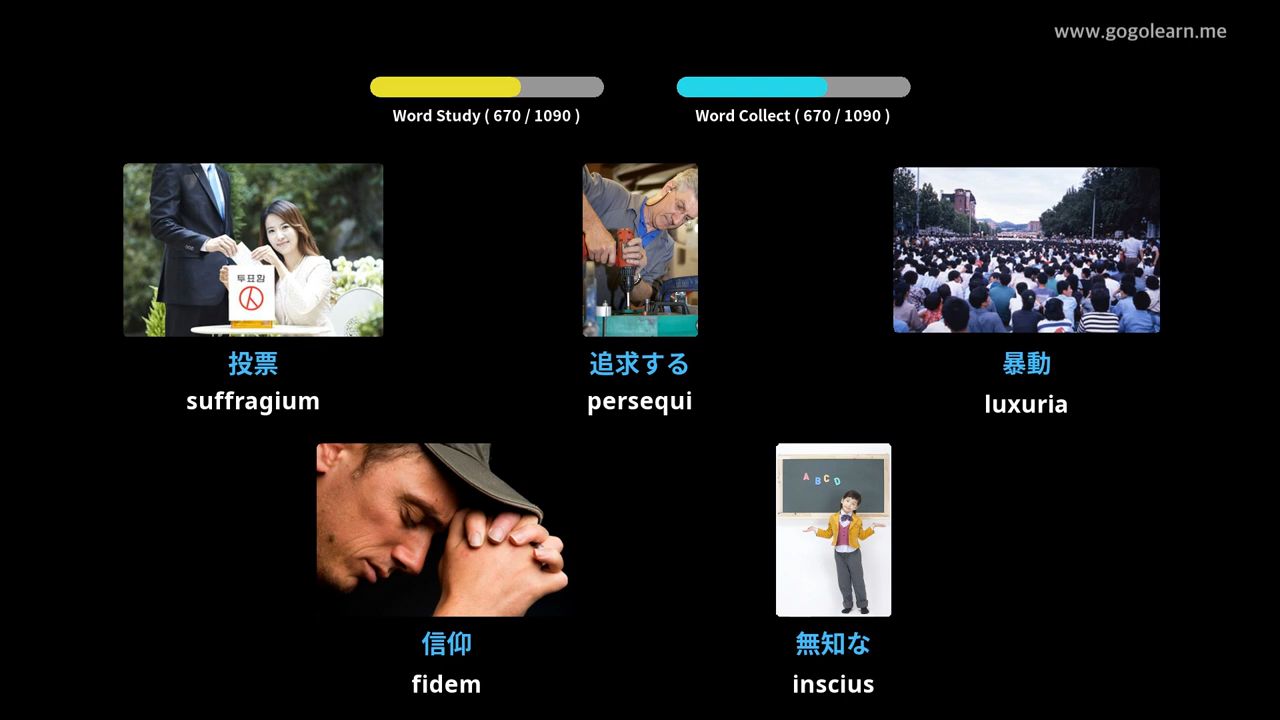 www.gogolearn.me
Word Study ( 670 / 1090 )
Word Collect ( 670 / 1090 )
투표함
投票
suffragium
追求する
persequi
暴動
luxuria
A B C D
信仰
fidem
無知な
inscius